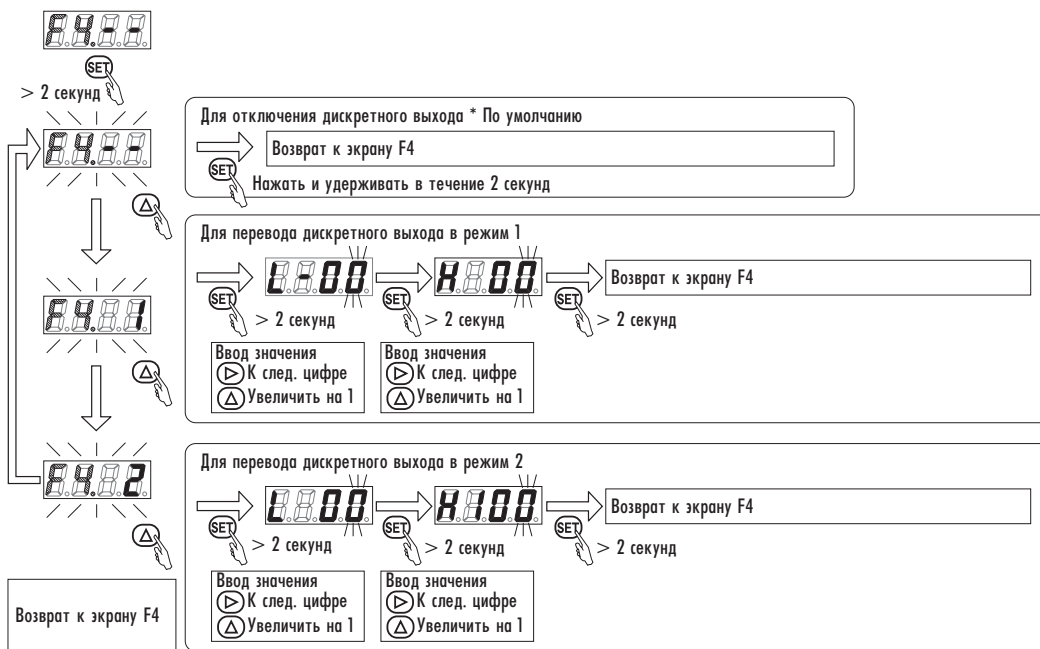 F4.--
SET
> 2 секунд
F4.--
Для отключения дискретного выхода * По умолчанию
Возврат к экрану F4
SET
Нажать и удерживать в течение 2 секунд
Для перевода дискретного выхода в режим 1
L-00
H 00
Возврат к экрану F4
SET
> 2 секунд
SET
> 2 секунд
SET
> 2 секунд
F4. 1
Ввод значения
К след. цифре
Увеличить на 1
Ввод значения
К след. цифре
Увеличить на 1
Для перевода дискретного выхода в режим 2
F4. 2
L 00
H100
Возврат к экрану F4
SET
> 2 секунд
SET
> 2 секунд
SET
> 2 секунд
Ввод значения
К след. цифре
Увеличить на 1
Ввод значения
К след. цифре
Увеличить на 1
Возврат к экрану F4